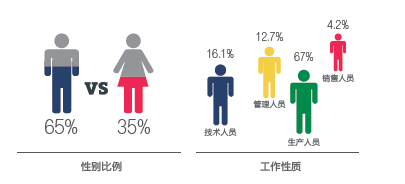 VS
65%
35%
性别比例
16.1%
技术人员
12.7%
管理人员
67%
生产人员
4.2%
销售人员
工作性质